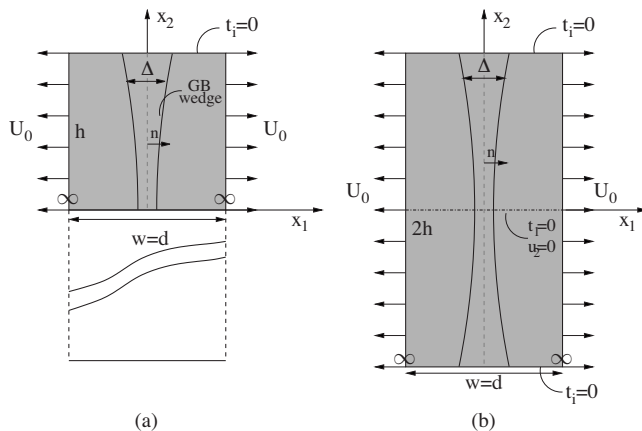 x₂
tᵢ=0
Δ
GB
wedge
n
U₀
h
U₀
∞
∞
x₁
w=d
(a)
x₂
tᵢ=0
Δ
n
U₀
U₀
x₁
2h
t₁=0
u₂=0
∞
∞
w=d
tᵢ=0
(b)